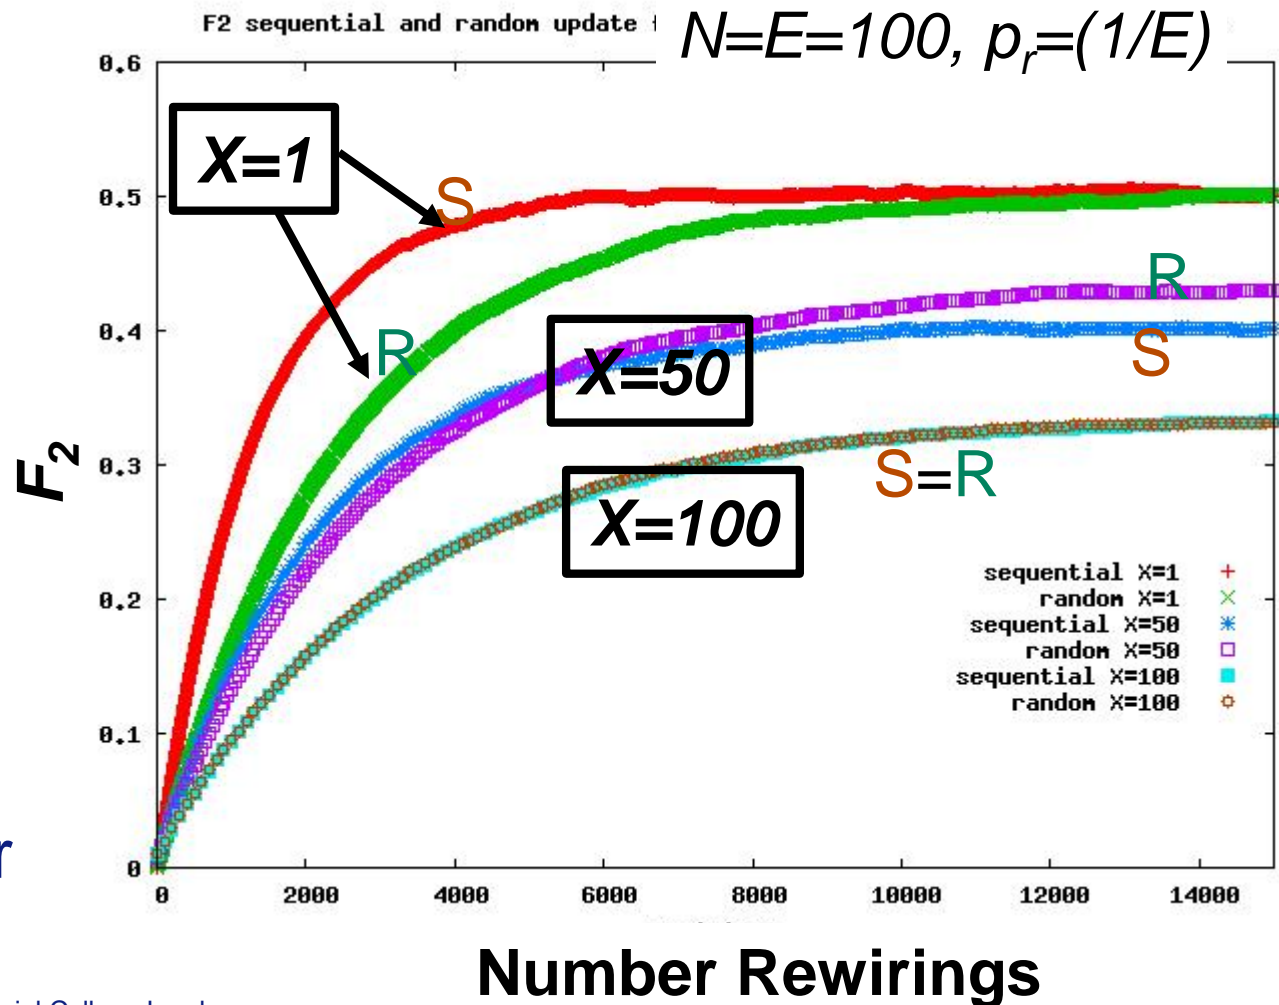 F2 sequential and random update
N=E=100, pr=(1/E)
0.6
X=1
S
0.5
R
0.4
R
X=50
S
F2
0.3
S=R
X=100
sequential X=1
0.2
random X=1
sequential X=50
random X=50
sequential X=100
random X=100
0.1
r
0
0 2000 4000 6000 8000 10000 12000 14000
Number Rewirings